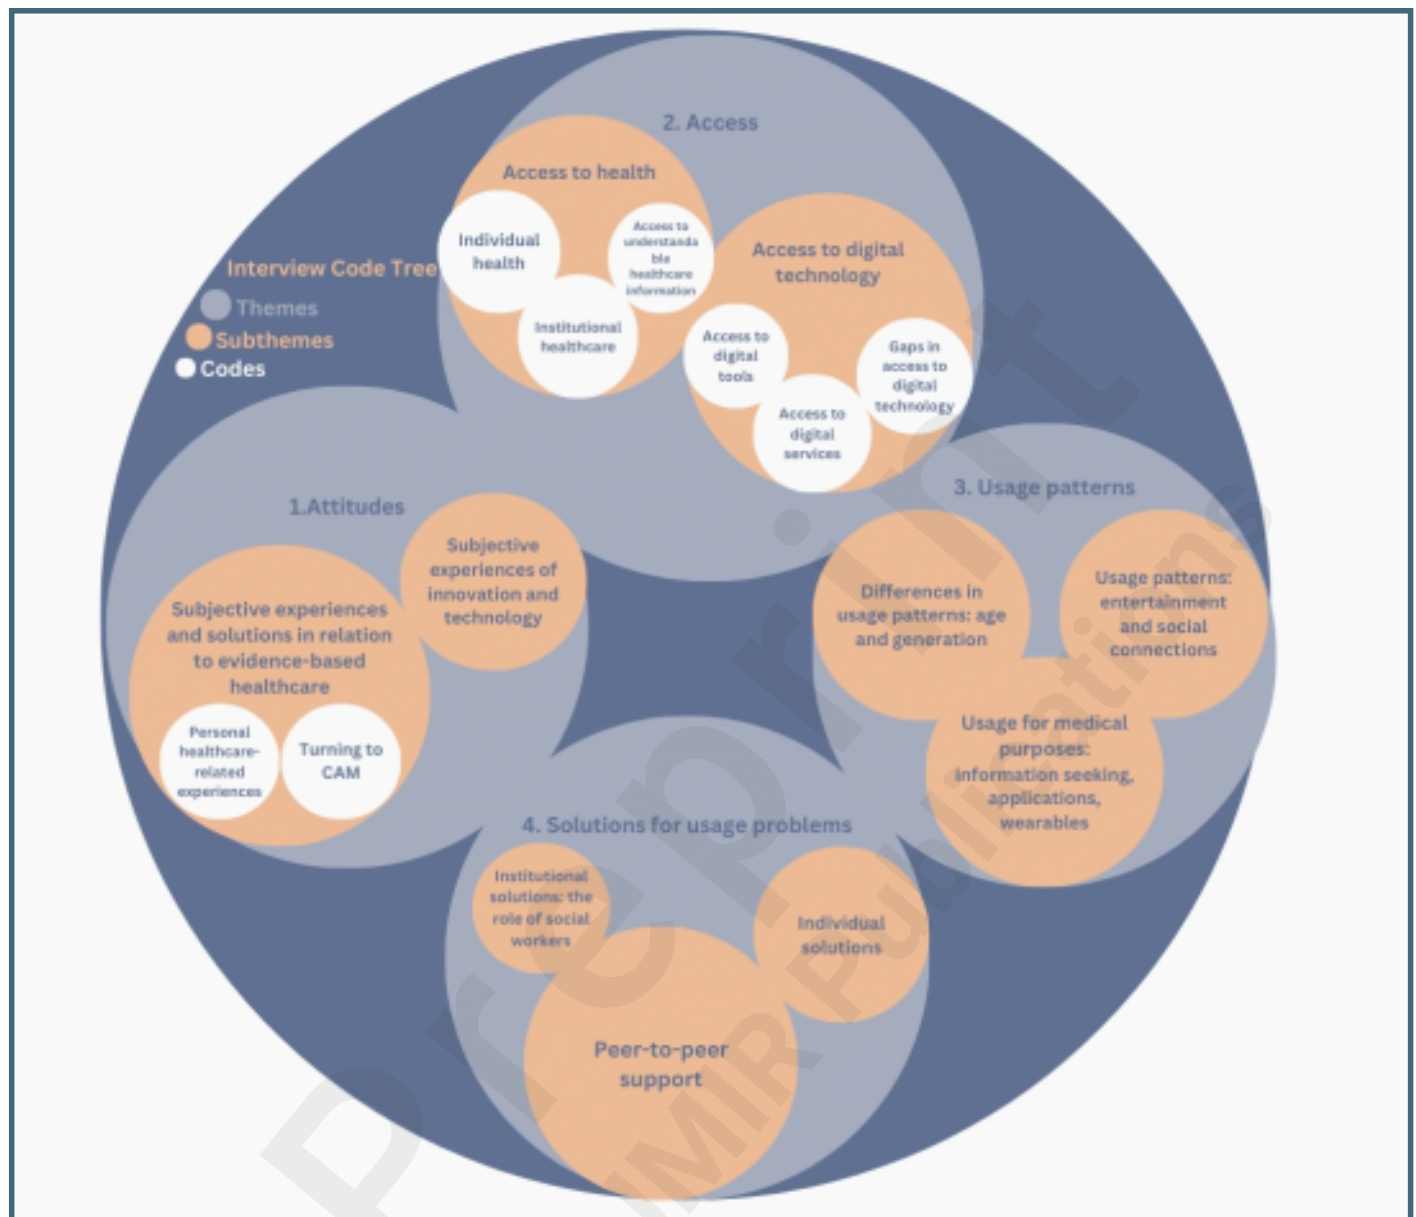 2. Access
Access to health
Individual
health
Access to
understanda
ble
healthcare
information
Institutional
healthcare
Access to digital
technology
Access to
digital
tools
Gaps in
access to
digital
technology
Access to
digital
services
Interview Code Tree
Themes
Subthemes
Codes
1.Attitudes
Subjective
experiences of
innovation and
technology
Subjective experiences
and solutions in relation
to evidence-based
healthcare
Personal
healthcare-
related
experiences
Turning to
CAM
3. Usage patterns
Differences in
usage patterns: age
and generation
Usage patterns:
entertainment
and social
connections
Usage for medical
purposes:
information seeking,
applications,
wearables
4. Solutions for usage problems
Institutional
solutions: the
role of social
workers
Individual
solutions
Peer-to-peer
support
Preprint
JMIR Publications